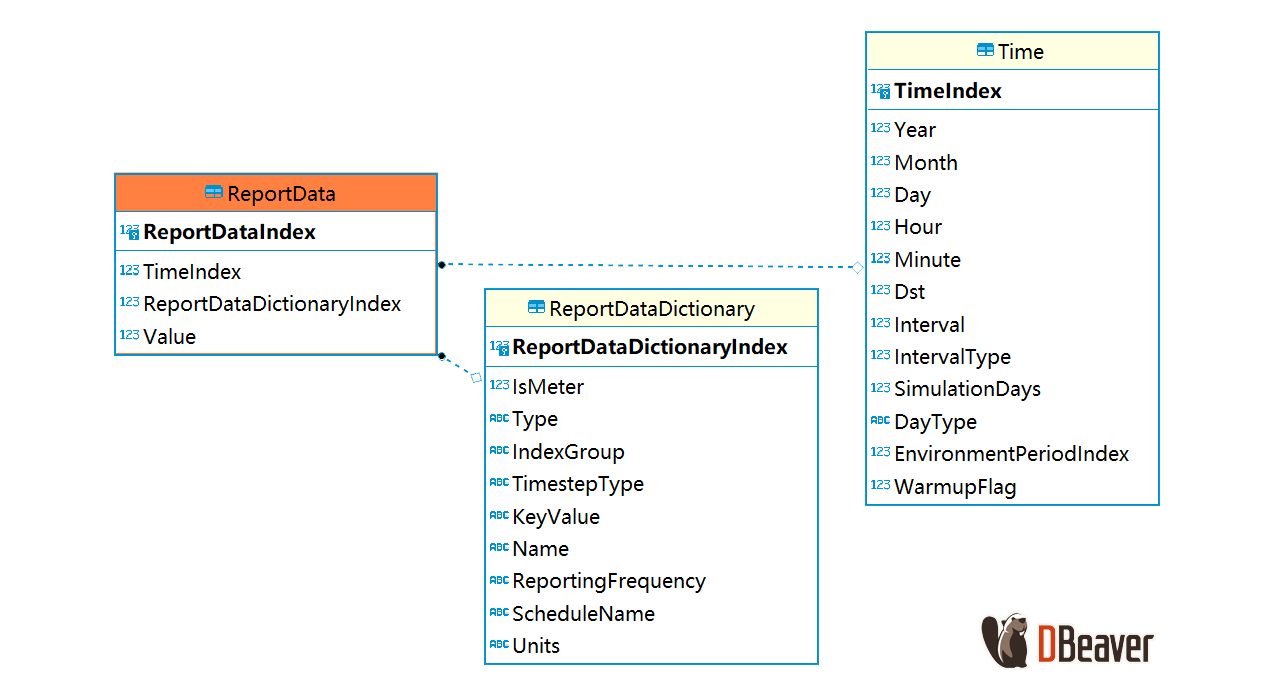 ReportData
123 ReportDataIndex
123 TimeIndex
123 ReportDataDictionaryIndex
123 Value
ReportDataDictionary
123 ReportDataDictionaryIndex
123 IsMeter
ABC Type
ABC IndexGroup
ABC TimestepType
ABC KeyValue
ABC Name
ABC ReportingFrequency
ABC ScheduleName
ABC Units
Time
123 TimeIndex
123 Year
123 Month
123 Day
123 Hour
123 Minute
123 Dst
123 Interval
123 IntervalType
123 SimulationDays
ABC DayType
123 EnvironmentPeriodIndex
123 WarmupFlag
DBeaver